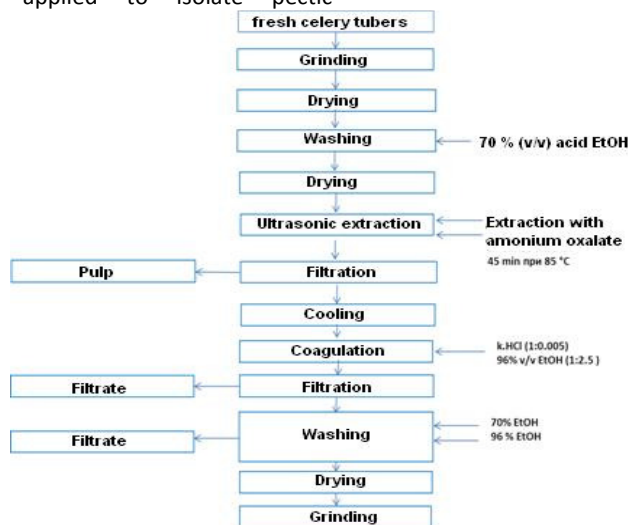 applied to isolate pectic
fresh celery tubers
Grinding
Drying
Washing
70 % (v/v) acid EtOH
Drying
Ultrasonic extraction
Extraction with
amonium oxalate
45 min при 85 °C
Pulp
Filtration
Cooling
Coagulation
k.HCl (1:0.005)
96% v/v EtOH (1:2.5 )
Filtrate
Filtration
Washing
70% EtOH
96 % EtOH
Filtrate
Drying
Grinding